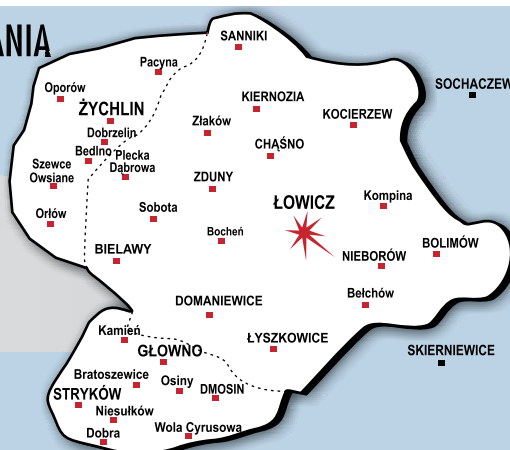 ANIA
SANNIKI
Pacyna
Oporów
SOCHACZEW
ŻYCHLIN
KIERNOZIA
KOCIERZEW
Złaków
Dobrzelin
CHĄŚNO
Bedlno
Plecka
Dąbrowa
Szewce
Owsiane
ZDUNY
ŁOWICZ
Kompina
Orłów
Sobota
Bocheń
BIELAWY
NIEBORÓW
BOLIMÓW
Bełchów
DOMANIEWICE
Kamień
ŁYSZKOWICE
GŁOWNO
SKIERNIEWICE
Bratoszewice
Osiny
DMOSIN
STRYKÓW
Niesułków
Dobra
Wola Cyrusowa